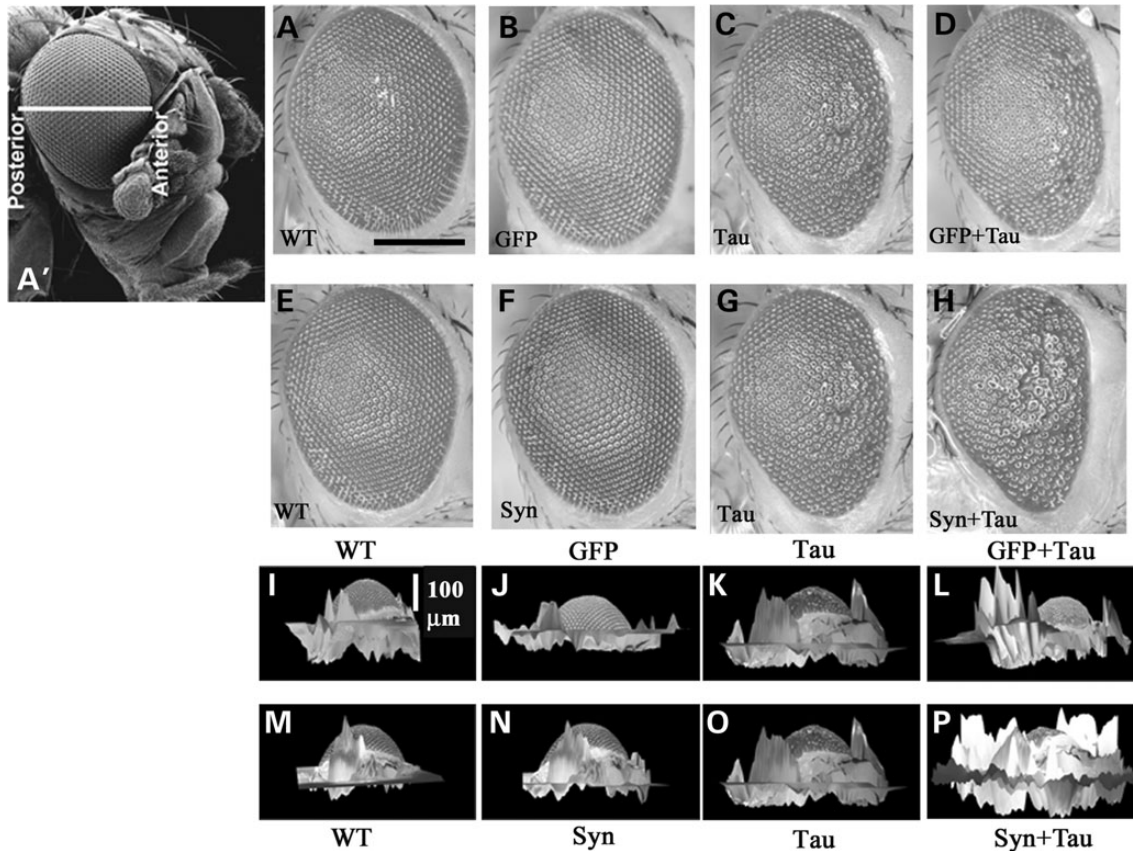 A
B
C
D
Posterior
Anterior
A′
WT
GFP
Tau
GFP+Tau
E
F
G
H
WT
Syn
Tau
Syn+Tau
WT
GFP
Tau
GFP+Tau
I
100
µm
J
K
L
M
N
O
P
WT
Syn
Tau
Syn+Tau